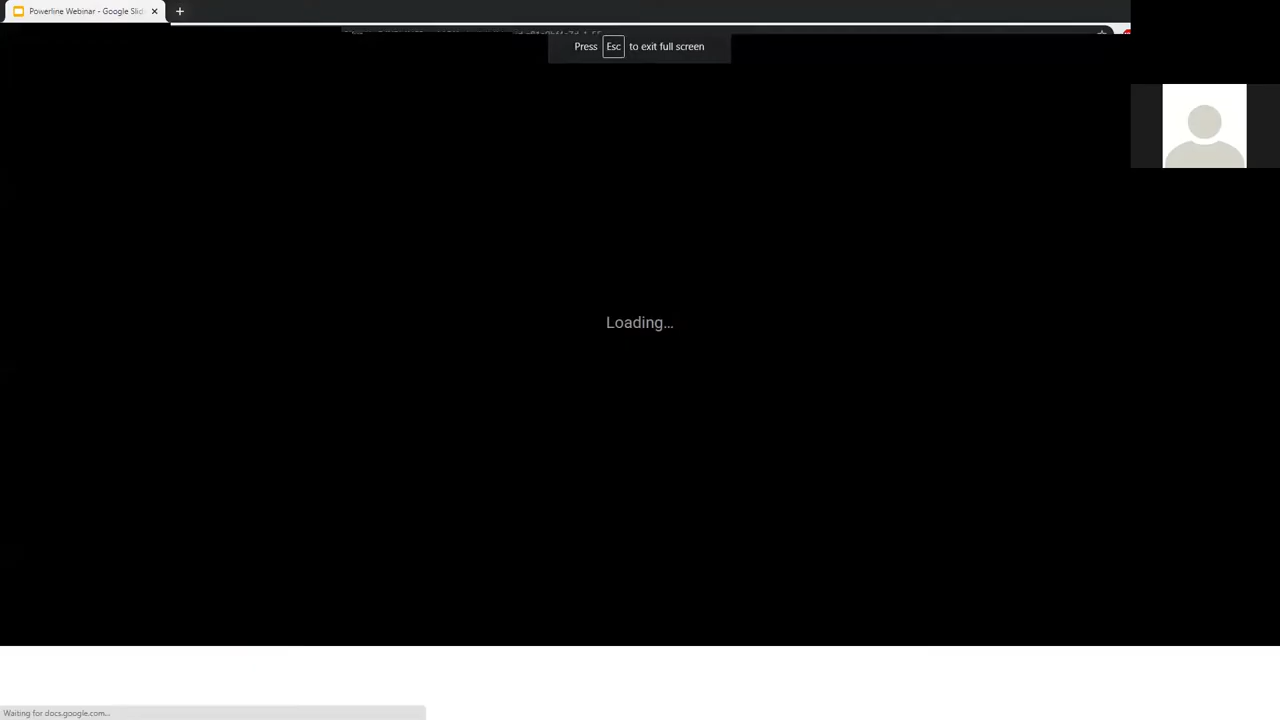 Powerline Webinar - Google Slid
Press Esc to exit full screen
Loading...
Waiting for docs.google.com...